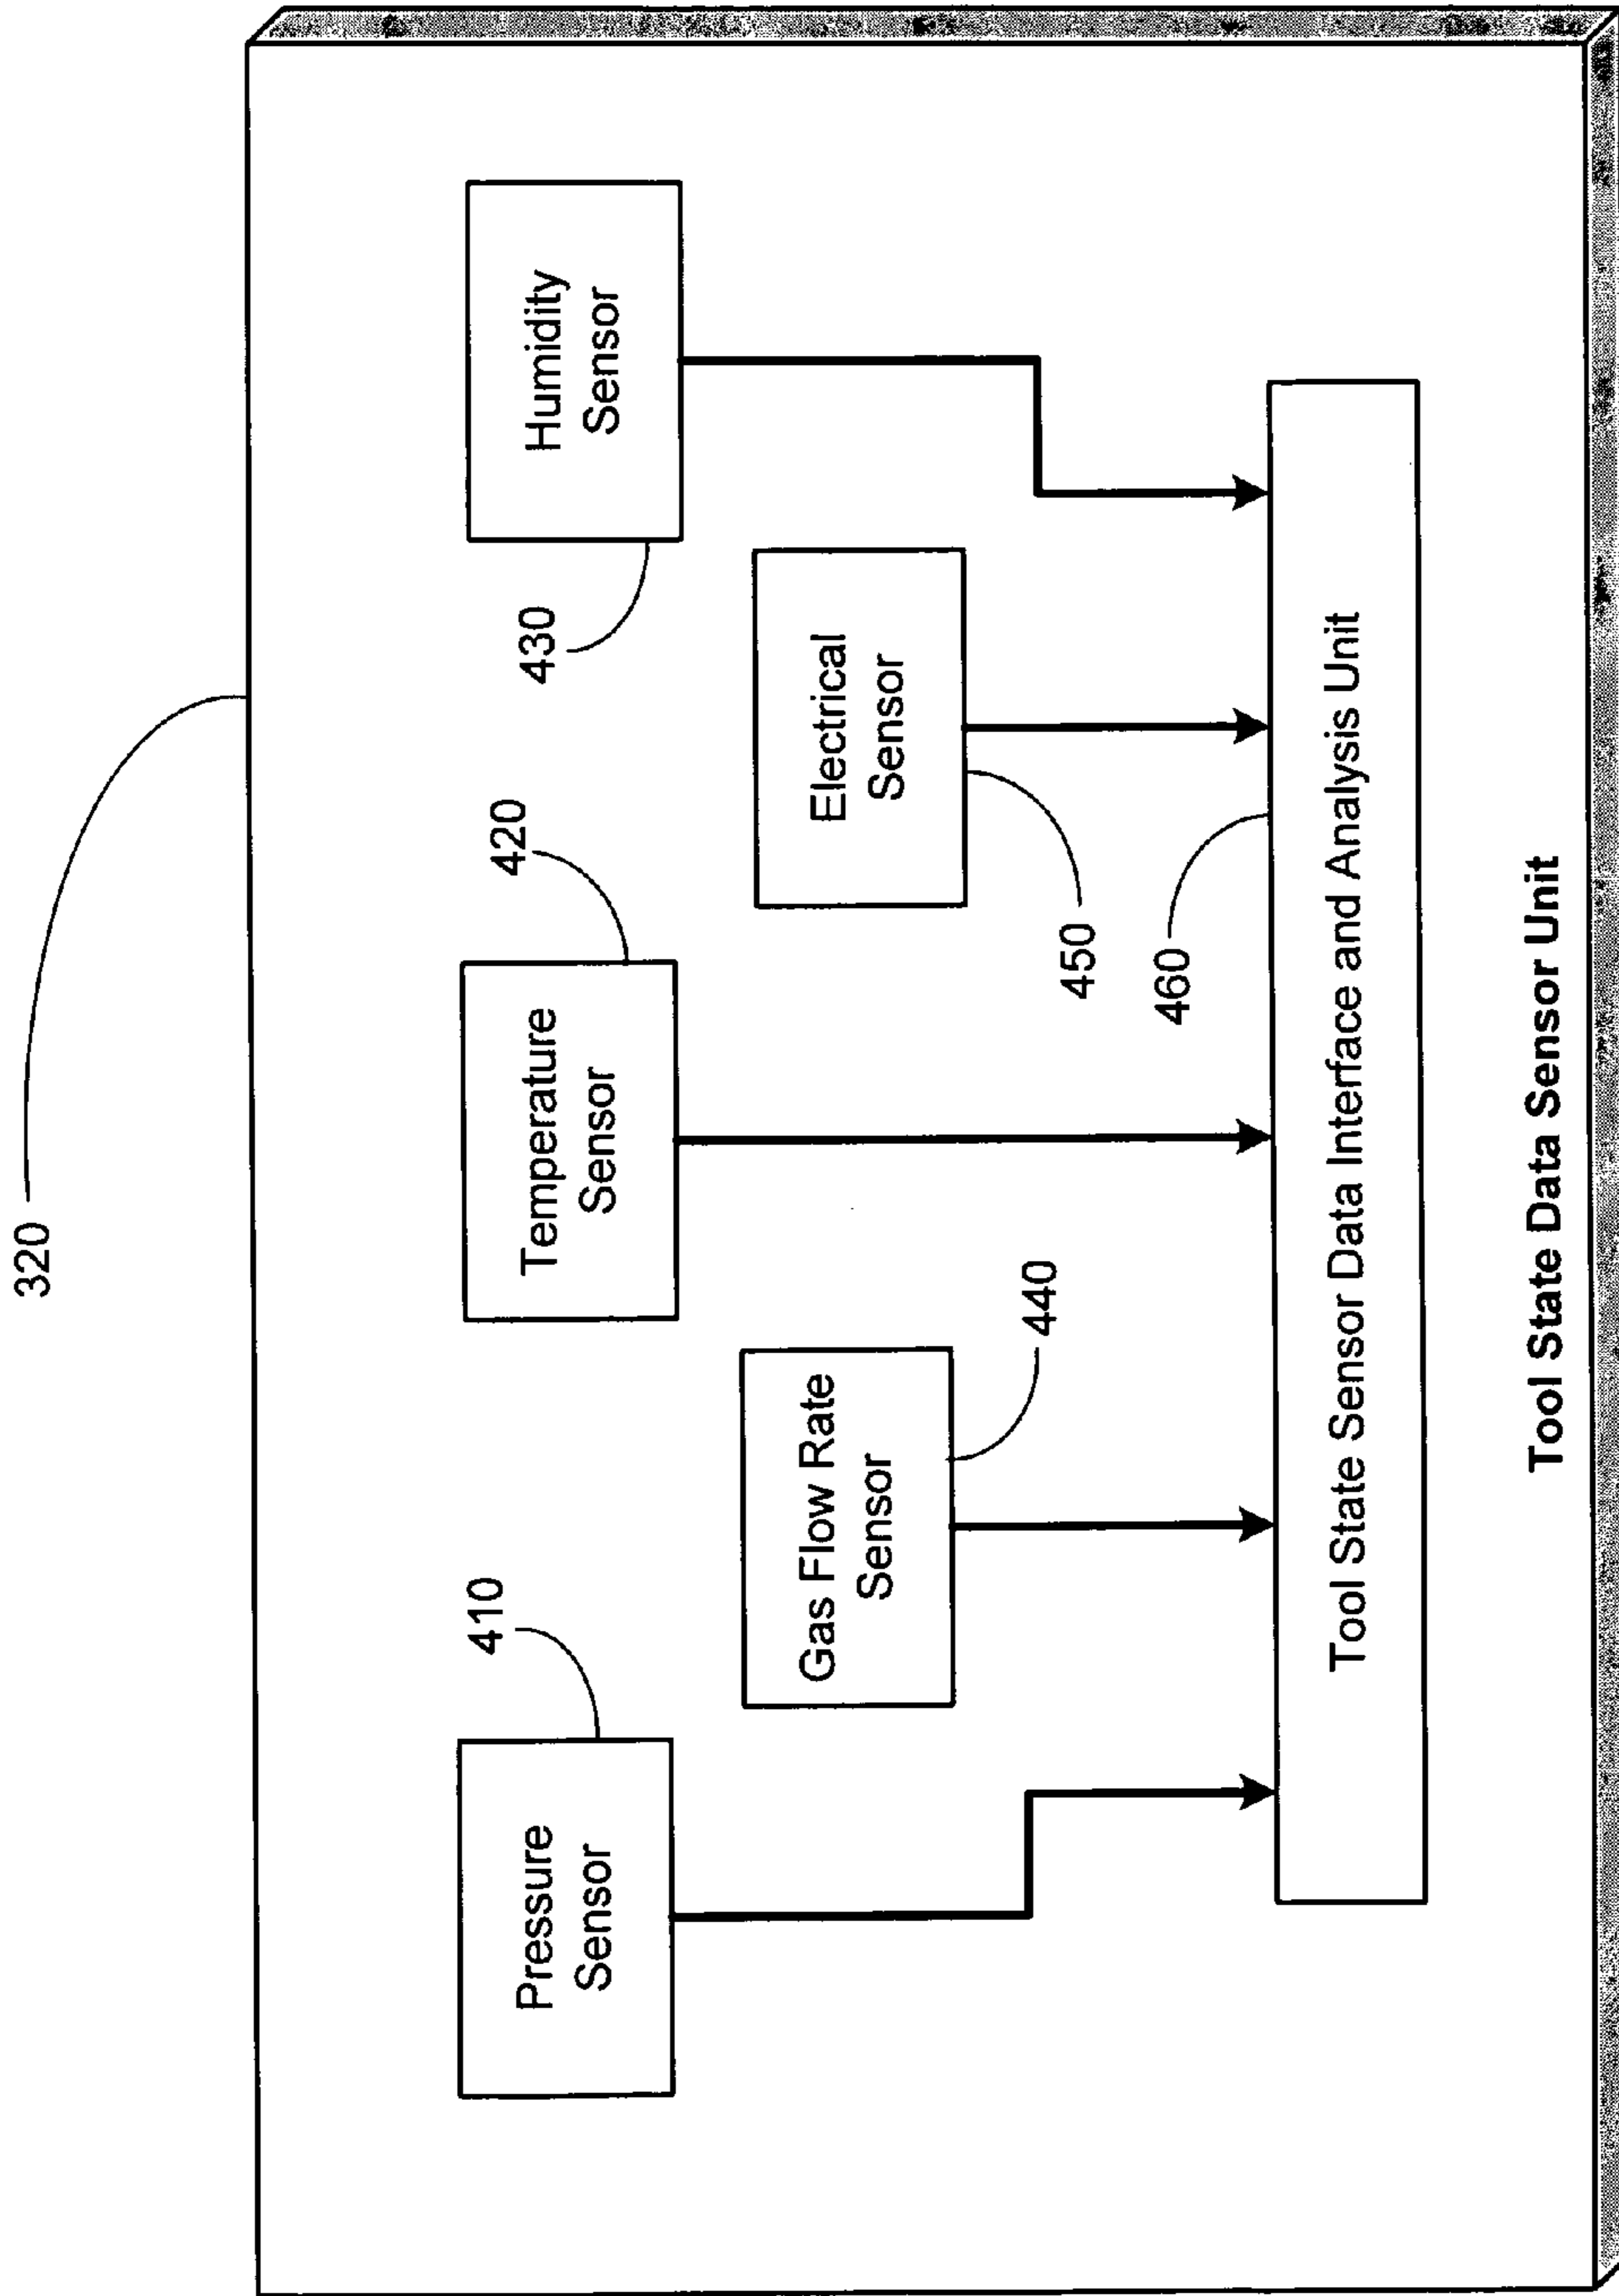 320
410
Pressure
Sensor
420
Temperature
Sensor
430
Humidity
Sensor
440
Gas Flow Rate
Sensor
450
Electrical
Sensor
460
Tool State Sensor Data Interface and Analysis Unit
Tool State Data Sensor Unit